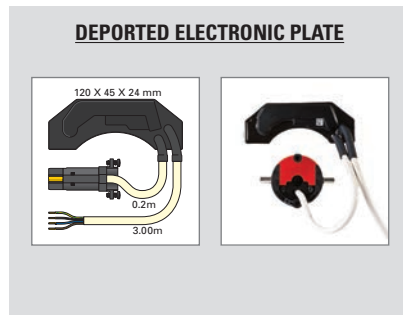 DEPORTED ELECTRONIC PLATE
120 X 45 X 24 mm
0.2m
3.00m